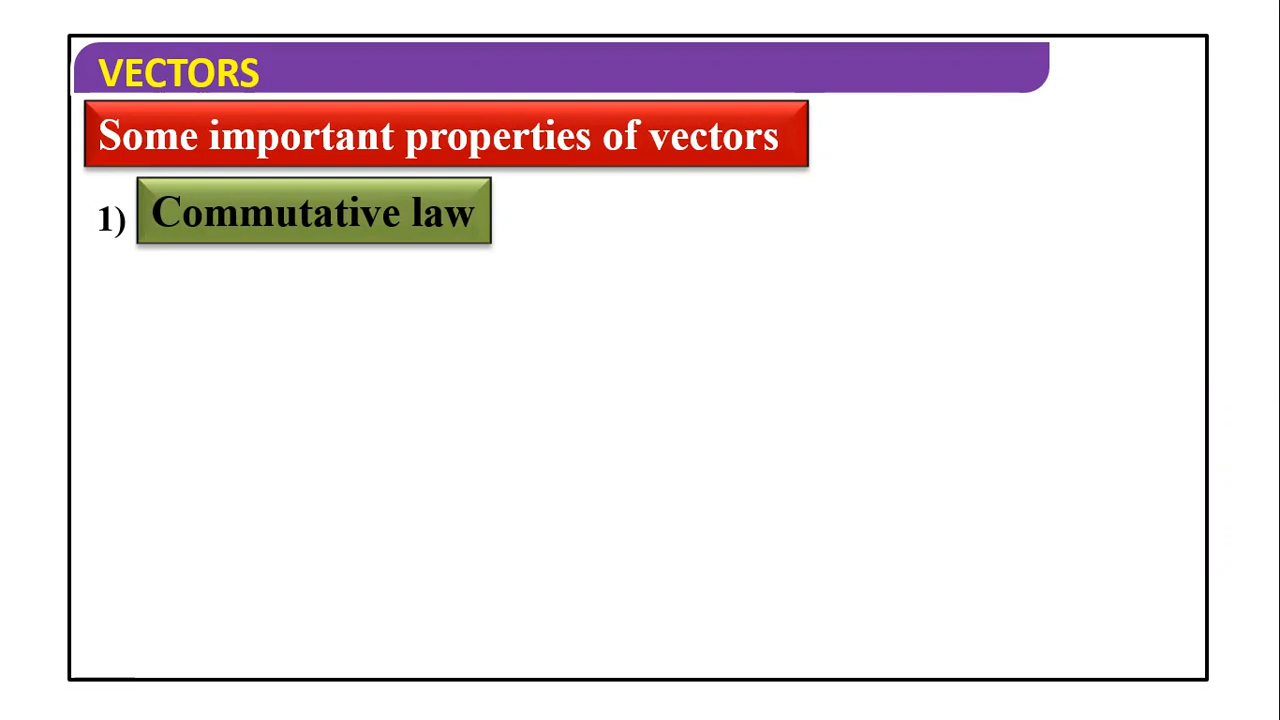 VECTORS
Some important properties of vectors
1) Commutative law